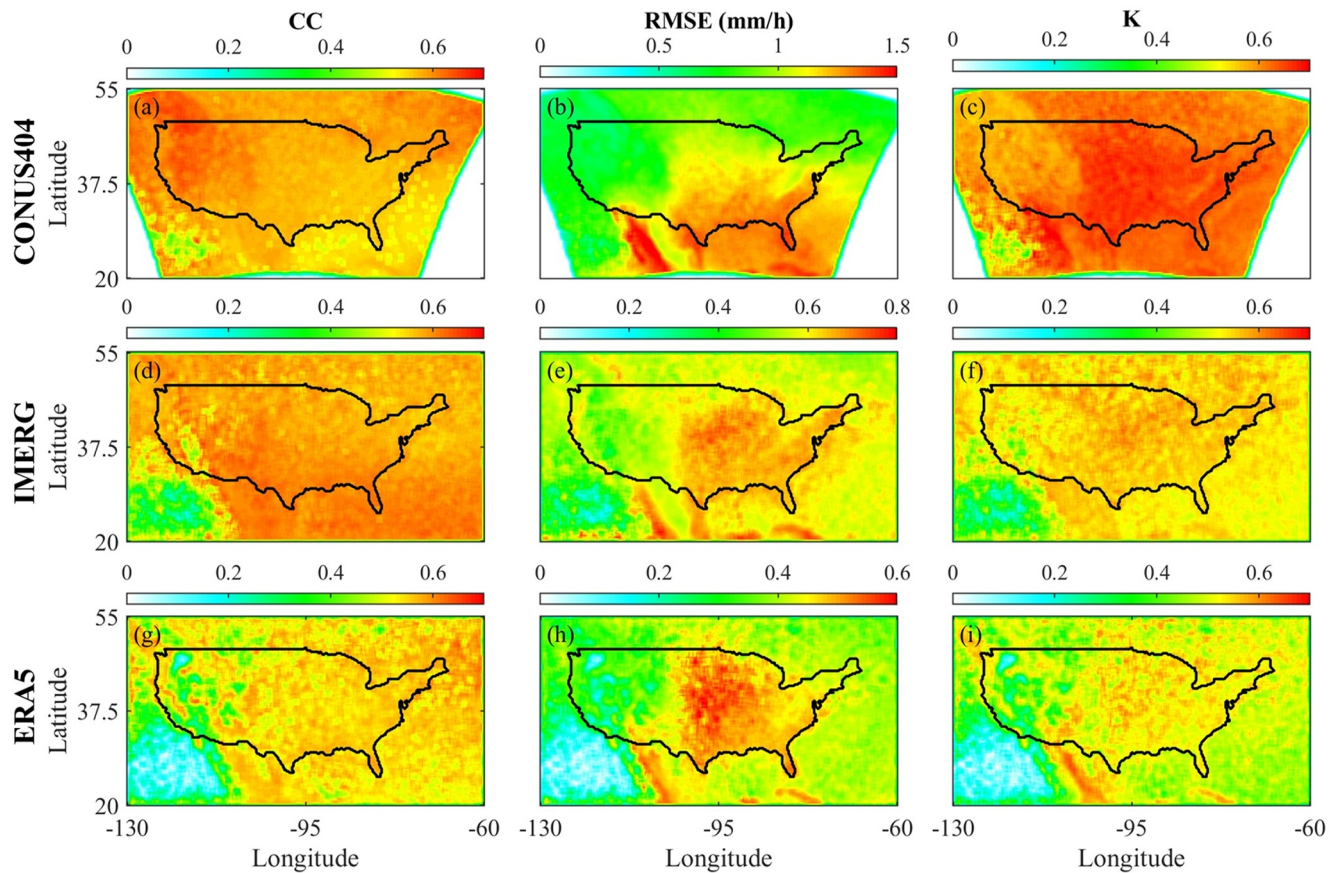 CC RMSE (mm/h) K
0 0.2 0.4 0.6 0 0.5 1 1.5 0 0.2 0.4 0.6
CONUS404
Latitude
55
37.5
20
(a) (b) (c)
0 0.2 0.4 0.6 0 0.2 0.4 0.6 0.8 0 0.2 0.4 0.6
IMERG
Latitude
55
37.5
20
(d) (e) (f)
0 0.2 0.4 0.6 0 0.2 0.4 0.6 0 0.2 0.4 0.6
ERA5
Latitude
55
37.5
20
(g) (h) (i)
-130 -95 -60 -130 -95 -60 -130 -95 -60
Longitude Longitude Longitude